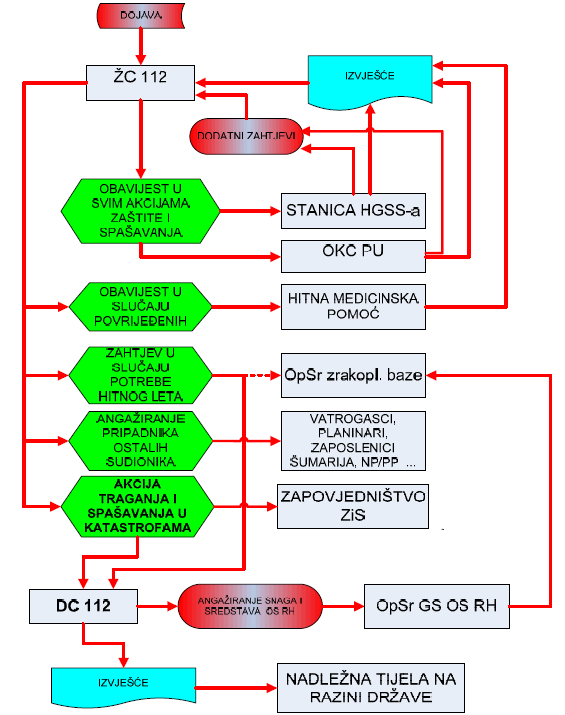 DOJAVA
ŽC 112
IZVJEŠĆE
DODATNI ZAHTJEVI
OBAVIJEST U
SVIM AKCIJAMA
ZAŠTITE I
SPAŠAVANJA
STANICA HGSS-a
OKC PU
OBAVIJEST U
SLUČAJU
POVRIJEĐENIH
HITNA MEDICINSKA
POMOĆ
ZAHTJEV U
SLUČAJU
POTREBE
HITNOG LETA
OpSr zrakopl. baze
ANGAŽIRANJE
PRIPADNIKA
OSTALIH
SUDIONIKA
VATROGASCI,
PLANINARI,
ZAPOSLENICI
ŠUMARIJA, NP/PP ...
AKCIJA
TRAGANJA I
SPAŠAVANJA U
KATASTROFAMA
ZAPOVJEDNIŠTVO
ZiS
DC 112
ANGAŽIRANJE SNAGA I
SREDSTAVA OS RH
OpSr GS OS RH
IZVJEŠĆE
NADLEŽNA TIJELA NA
RAZINI DRŽAVE